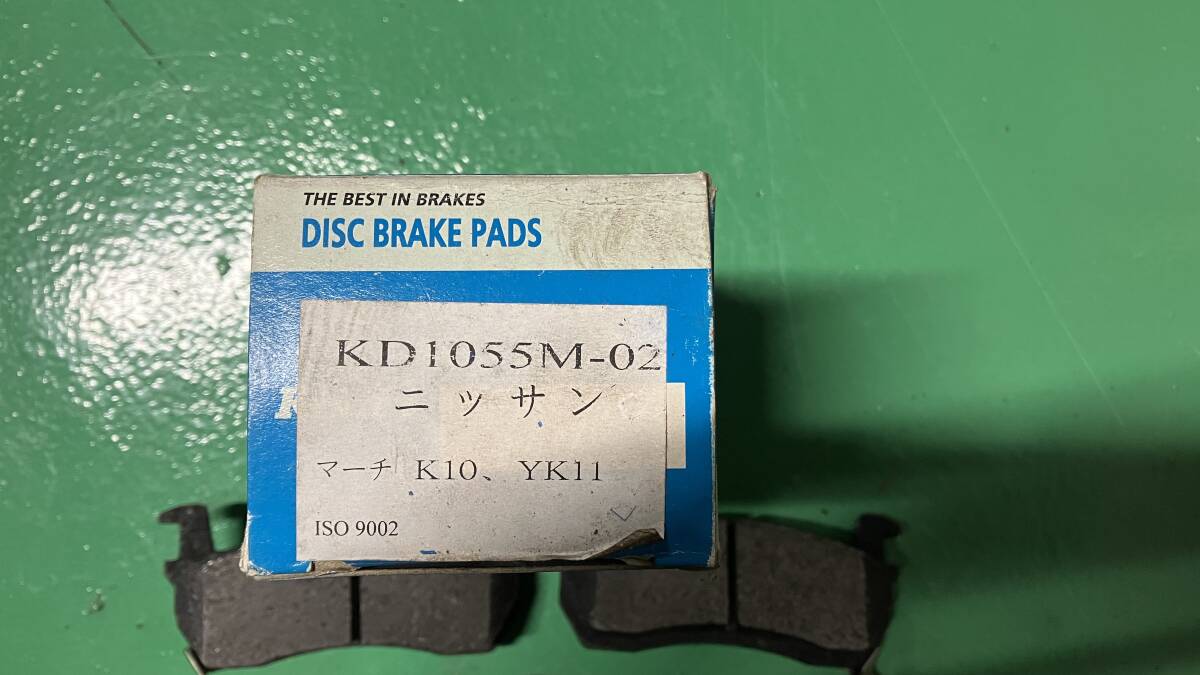 THE BEST IN BRAKES
DISC BRAKE PADS
KD1055M-02
ニッサン
マーチ K10、YK11
ISO 9002